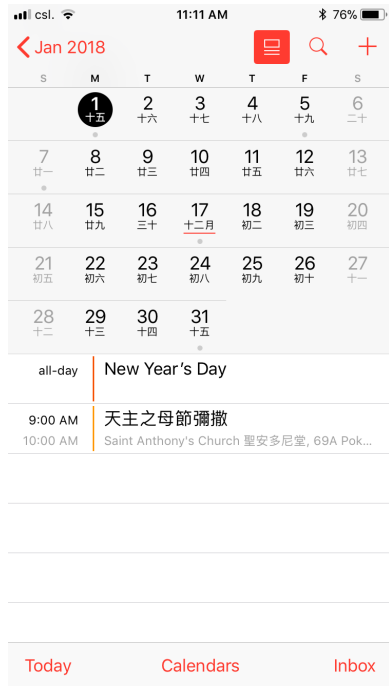 csl. 11:11 AM 76%
Jan 2018
S M T W T F S
1 2 3 4 5 6
十五 十六 十七 十八 十九 二十
7 8 9 10 11 12 13
廿一 廿二 廿三 廿四 廿五 廿六 廿七
14 15 16 17 18 19 20
廿八 廿九 三十 十二月 初二 初三 初四
21 22 23 24 25 26 27
初五 初六 初七 初八 初九 初十 十一
28 29 30 31
十二 十三 十四 十五
all-day New Year's Day
9:00 AM 天主之母節彌撒
10:00 AM Saint Anthony's Church 聖安多尼堂, 69A Pok...
Today Calendars Inbox